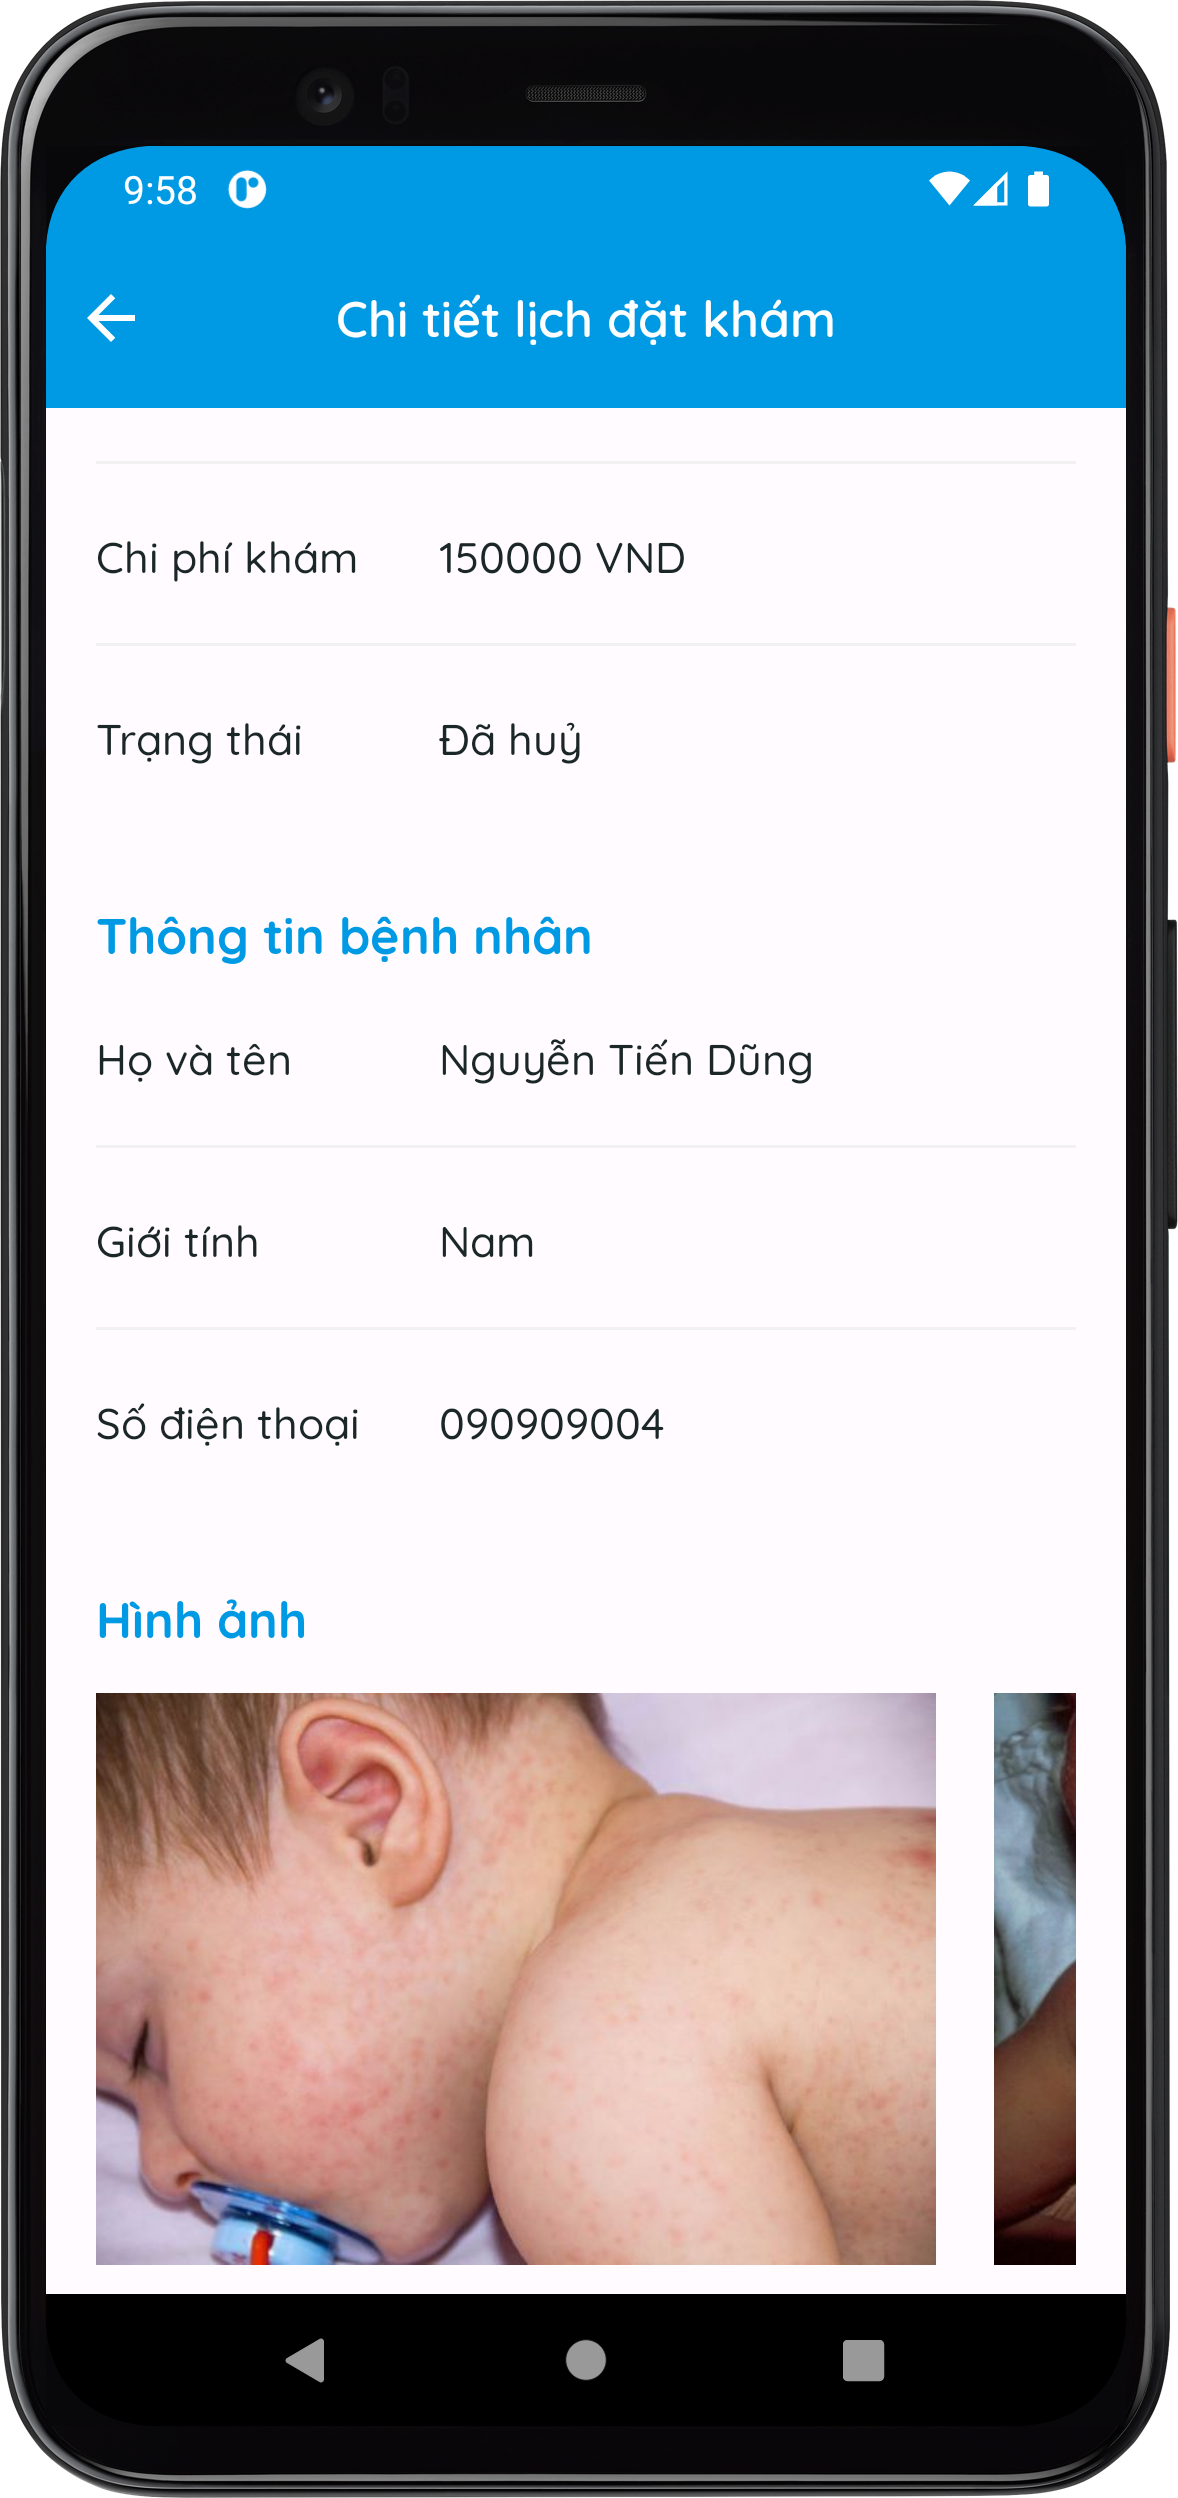 9:58
Chi tiết lịch đặt khám
Chi phí khám 150000 VND
Trạng thái Đã huỷ
Thông tin bệnh nhân
Họ và tên Nguyễn Tiến Dũng
Giới tính Nam
Số điện thoại 090909004
Hình ảnh